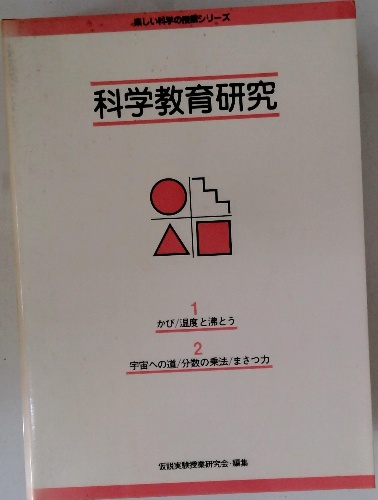 楽しい科学の授業シリーズ
科学教育研究
1
かび/温度と沸とう
2
宇宙への道/分数の乗法/まさつ力
仮説実験授業研究会・編集